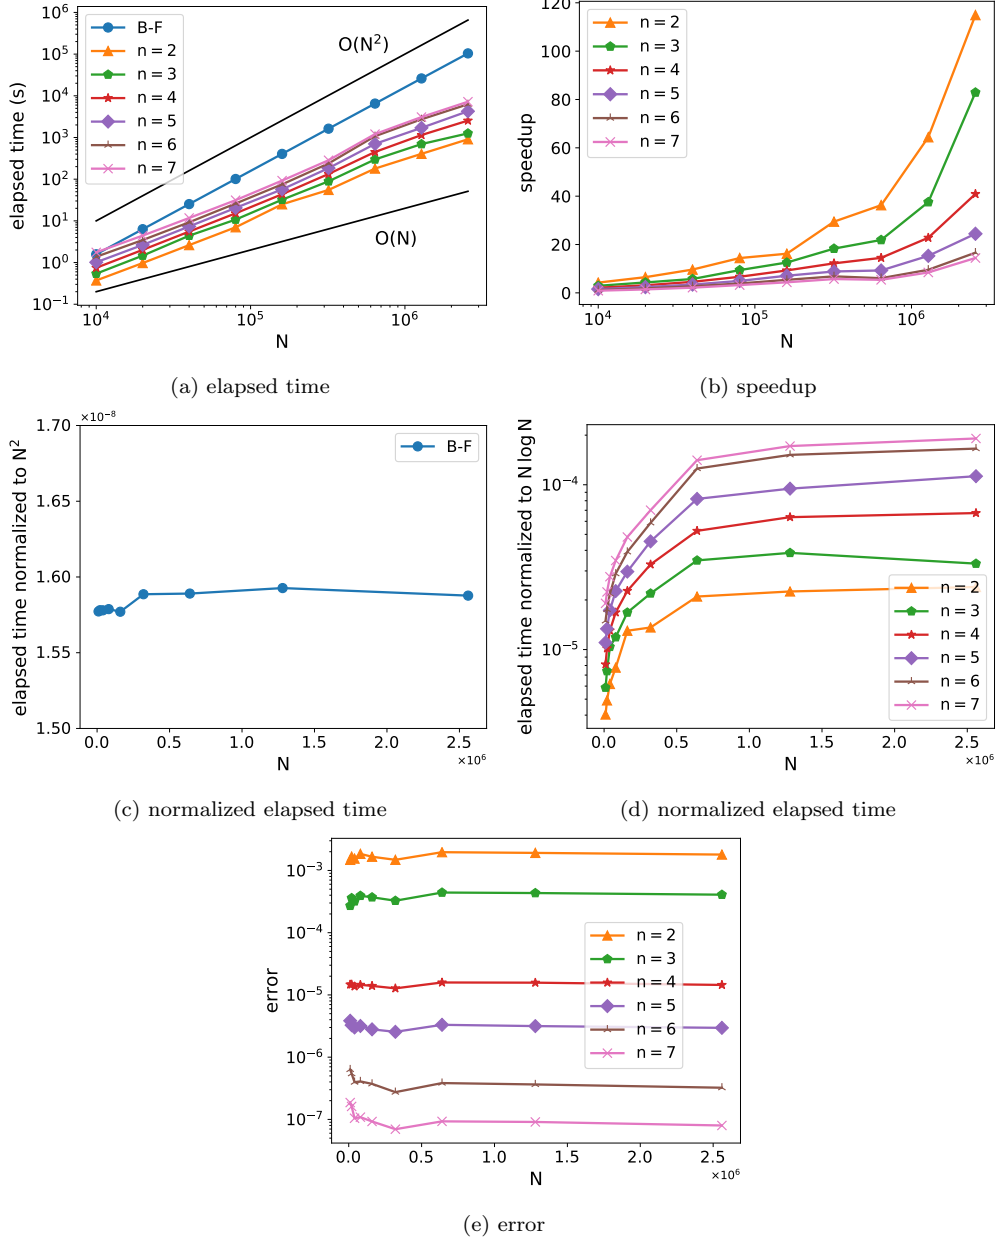 10⁶
10⁵
10⁴
10³
10²
10¹
10⁰
10⁻¹
elapsed time (s)
B-F
n = 2
n = 3
n = 4
n = 5
n = 6
n = 7
O(N²)
O(N)
10⁴ 10⁵ 10⁶
N
(a) elapsed time
120
100
80
60
40
20
0
speedup
n = 2
n = 3
n = 4
n = 5
n = 6
n = 7
10⁴ 10⁵ 10⁶
N
(b) speedup
×10⁻⁸
1.70
1.65
1.60
1.55
1.50
elapsed time normalized to N²
B-F
0.0 0.5 1.0 1.5 2.0 2.5
×10⁶
N
(c) normalized elapsed time
10⁻⁴
10⁻⁵
elapsed time normalized to N log N
n = 2
n = 3
n = 4
n = 5
n = 6
n = 7
0.0 0.5 1.0 1.5 2.0 2.5
×10⁶
N
(d) normalized elapsed time
10⁻³
10⁻⁴
10⁻⁵
10⁻⁶
10⁻⁷
error
n = 2
n = 3
n = 4
n = 5
n = 6
n = 7
0.0 0.5 1.0 1.5 2.0 2.5
×10⁶
N
(e) error